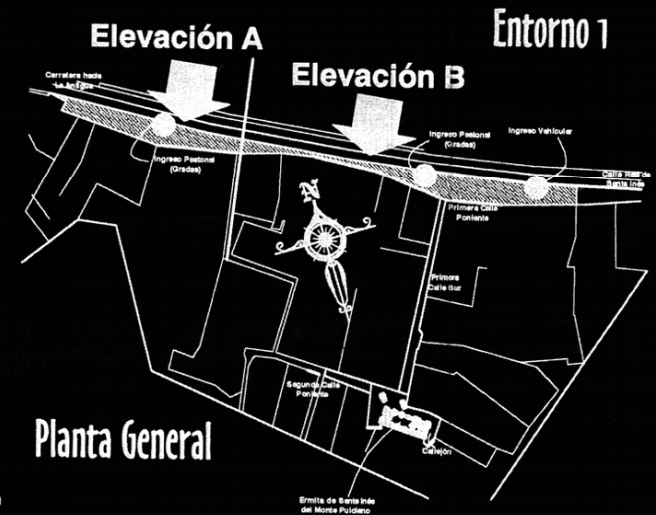 Entorno 1
Elevación A
Elevación B
Carretera hacia
La Antigua
Ingreso Peatonal
(Gradas)
Ingreso Peatonal
(Gradas)
Ingreso Vehicular
Calle Real de
Santa Inés
N
Primera Calle
Poniente
Primera
Calle Sur
Segunda Calle
Poniente
Planta General
Callejón
Ermita de Santa Inés
del Monte Pulciano